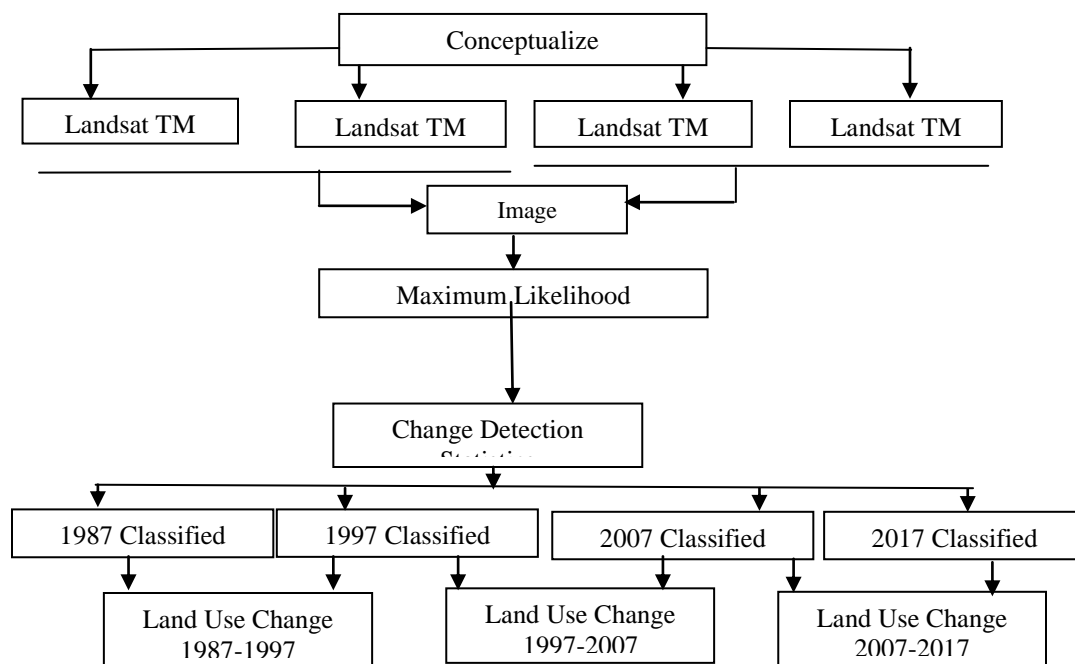 Conceptualize
Landsat TM
Landsat TM
Landsat TM
Landsat TM
Image
Maximum Likelihood
Change Detection
1987 Classified
1997 Classified
2007 Classified
2017 Classified
Land Use Change
1987-1997
Land Use Change
1997-2007
Land Use Change
2007-2017